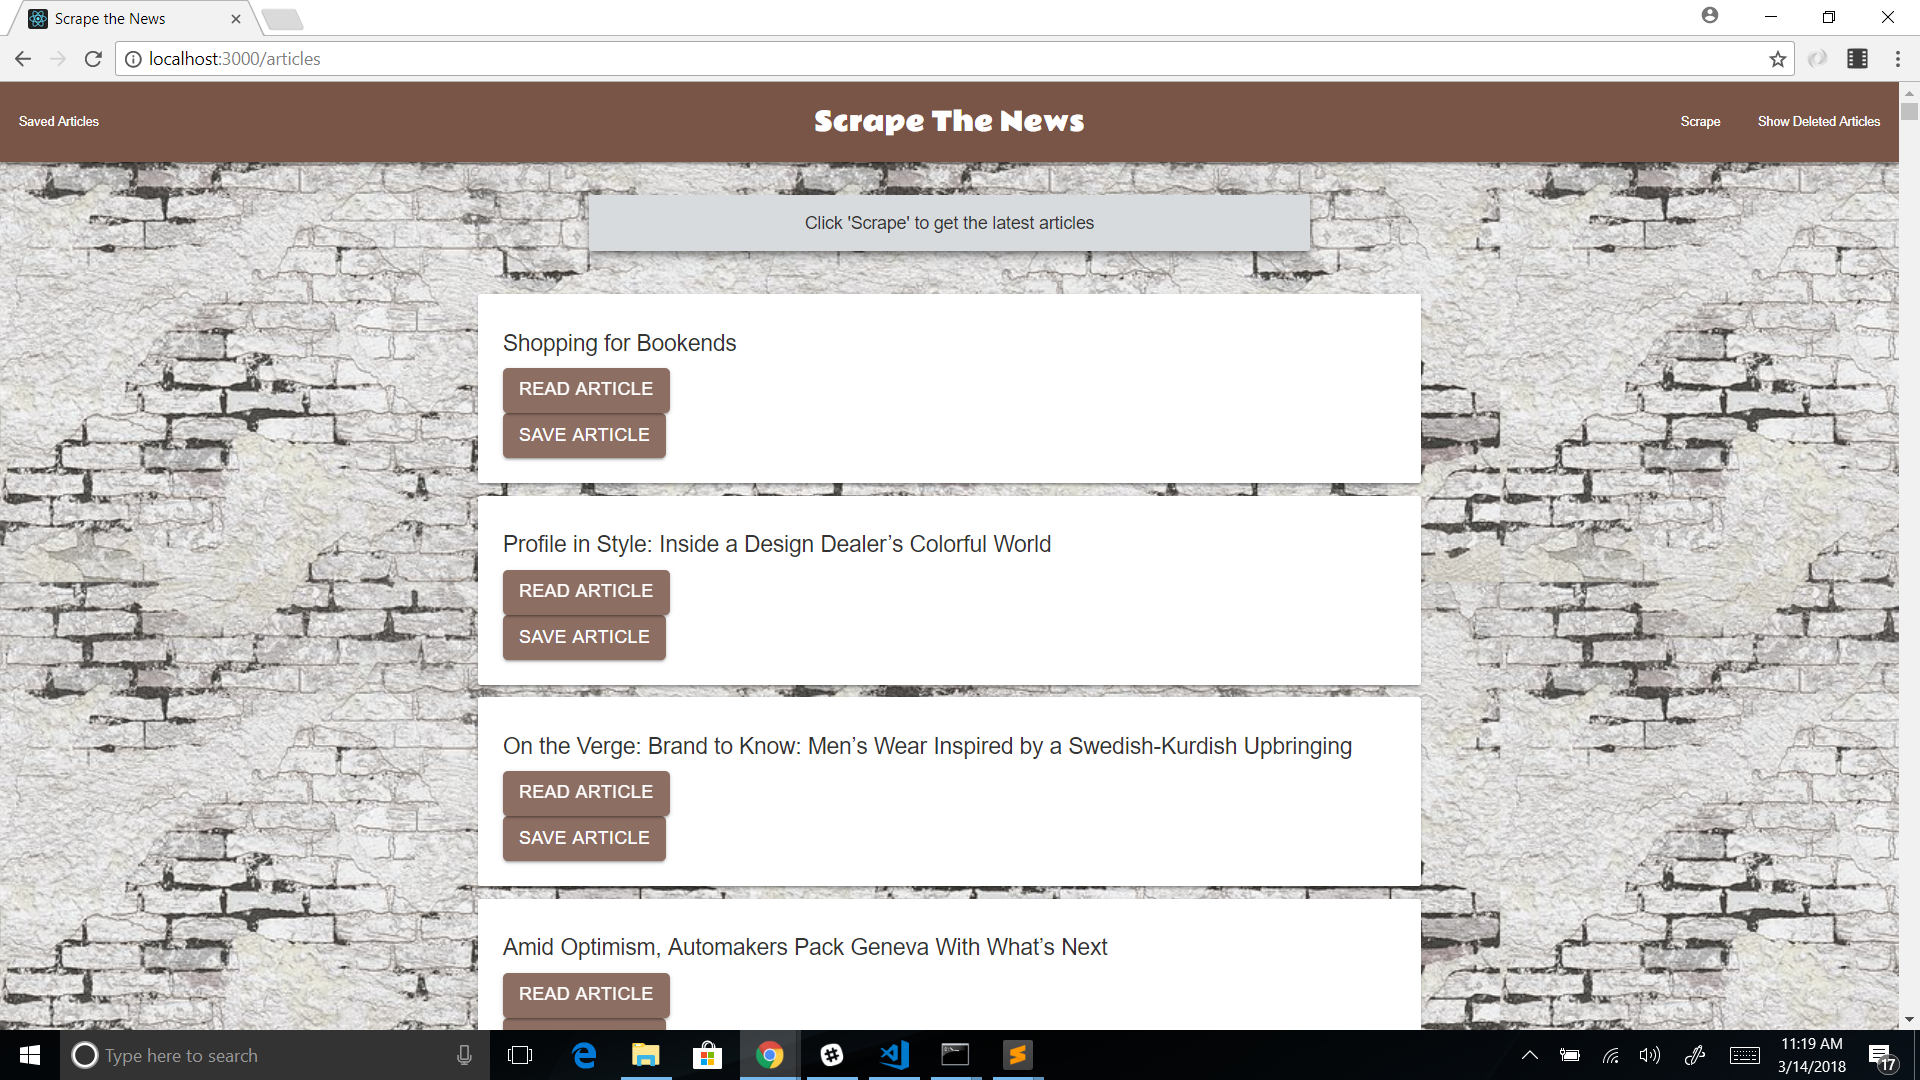 Scrape the News
localhost:3000/articles
Saved Articles
Scrape The News
Scrape
Show Deleted Articles
Click 'Scrape' to get the latest articles
Shopping for Bookends
READ ARTICLE
SAVE ARTICLE
Profile in Style: Inside a Design Dealer’s Colorful World
READ ARTICLE
SAVE ARTICLE
On the Verge: Brand to Know: Men’s Wear Inspired by a Swedish-Kurdish Upbringing
READ ARTICLE
SAVE ARTICLE
Amid Optimism, Automakers Pack Geneva With What’s Next
READ ARTICLE
Type here to search
11:19 AM
3/14/2018
17